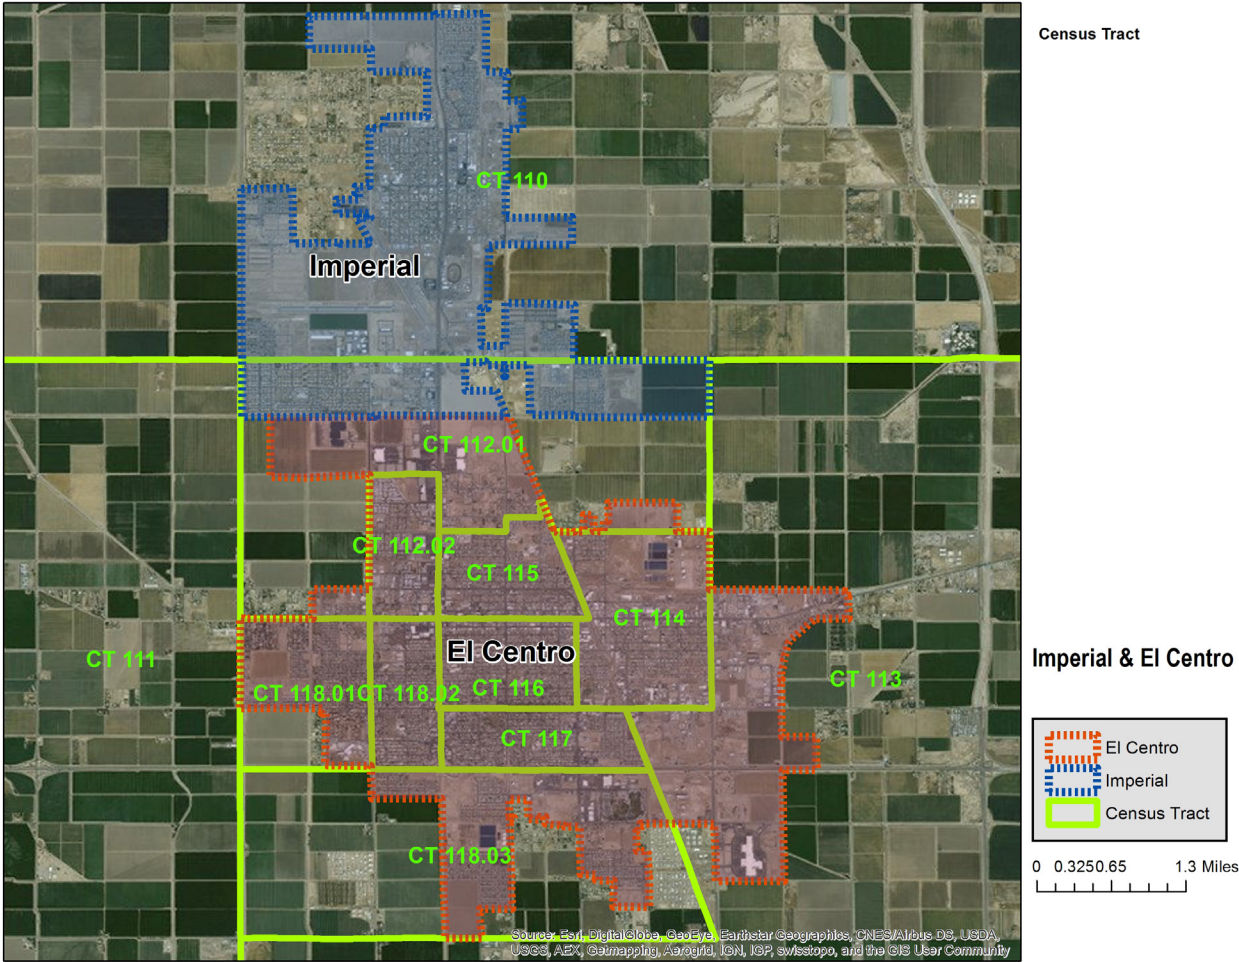 Census Tract
CT 110
Imperial
CT 112.01
CT 112.02
CT 115
CT 114
El Centro
CT 111
CT 113
CT 118.01
CT 118.02
CT 116
CT 117
CT 118.03
Imperial & El Centro
El Centro
Imperial
Census Tract
0 0.325 0.65 1.3 Miles
Source: Esri, DigitalGlobe, GeoEye, Earthstar Geographics, CNES/Airbus DS, USDA,
USGS, AEX, Getmapping, Aerogrid, IGN, IGP, swisstopo, and the GIS User Community